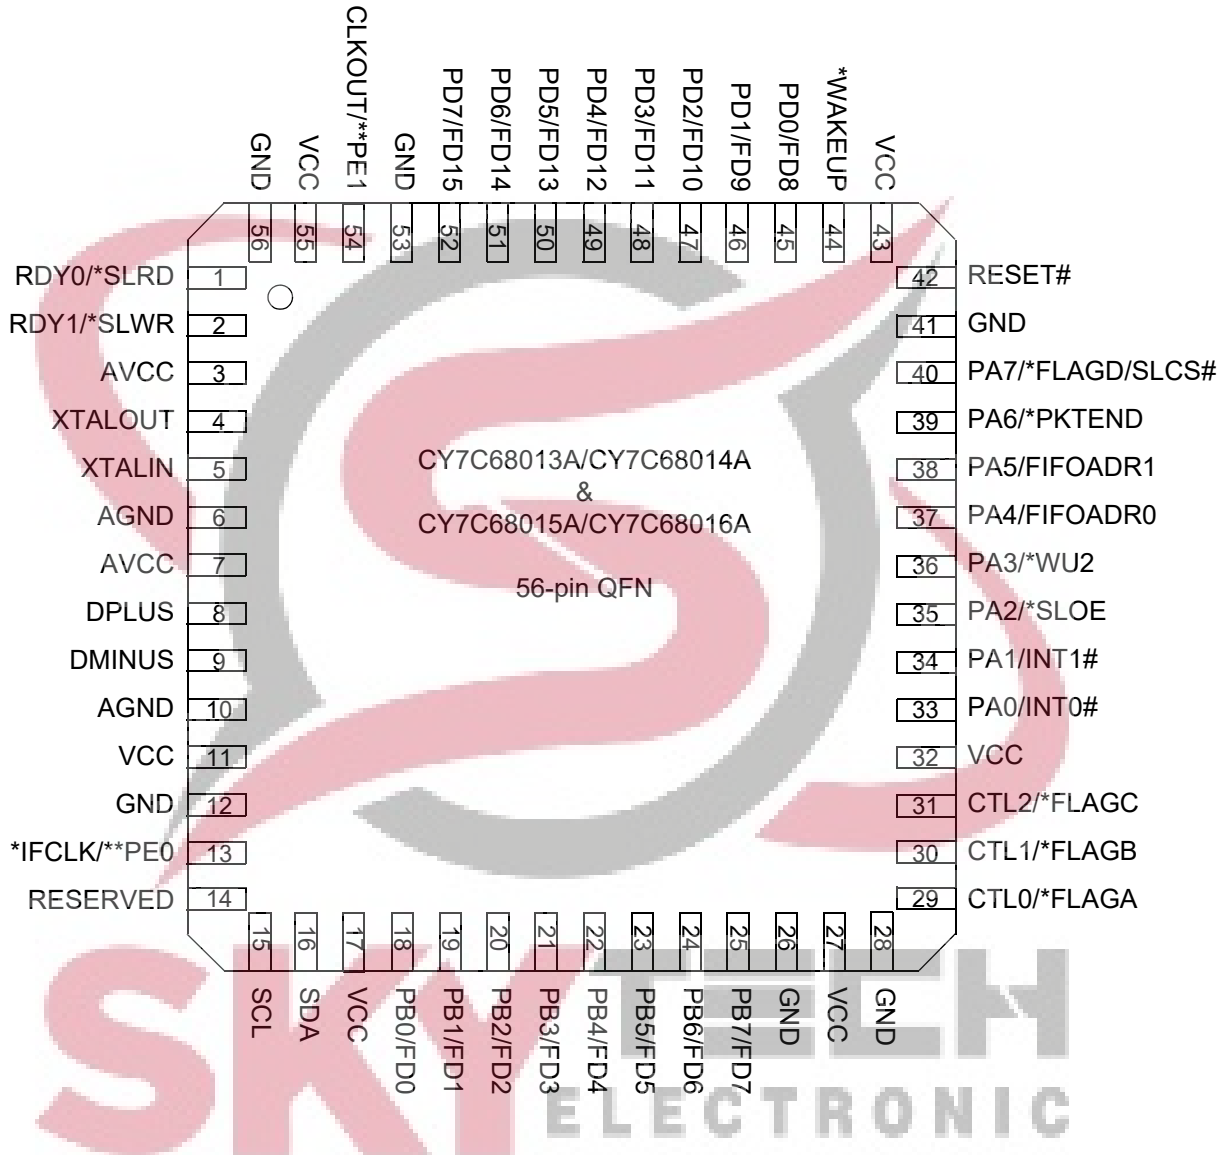 CLKOUT/**PE1
GND
VCC
GND
PD7/FD15
PD6/FD14
PD5/FD13
PD4/FD12
PD3/FD11
PD2/FD10
PD1/FD9
PD0/FD8
*WAKEUP
VCC
56
55
54
53
52
51
50
49
48
47
46
45
44
43
RDY0/*SLRD 1
RDY1/*SLWR 2
AVCC 3
XTALOUT 4
XTALIN 5
AGND 6
AVCC 7
DPLUS 8
DMINUS 9
AGND 10
VCC 11
GND 12
*IFCLK/**PE0 13
RESERVED 14
CY7C68013A/CY7C68014A
&
CY7C68015A/CY7C68016A
56-pin QFN
42 RESET#
41 GND
40 PA7/*FLAGD/SLCS#
39 PA6/*PKTEND
38 PA5/FIFOADR1
37 PA4/FIFOADR0
36 PA3/*WU2
35 PA2/*SLOE
34 PA1/INT1#
33 PA0/INT0#
32 VCC
31 CTL2/*FLAGC
30 CTL1/*FLAGB
29 CTL0/*FLAGA
15
16
17
18
19
20
21
22
23
24
25
26
27
28
SCL
SDA
VCC
PB0/FD0
PB1/FD1
PB2/FD2
PB3/FD3
PB4/FD4
PB5/FD5
PB6/FD6
PB7/FD7
GND
VCC
GND
SKYTECH
ELECTRONIC